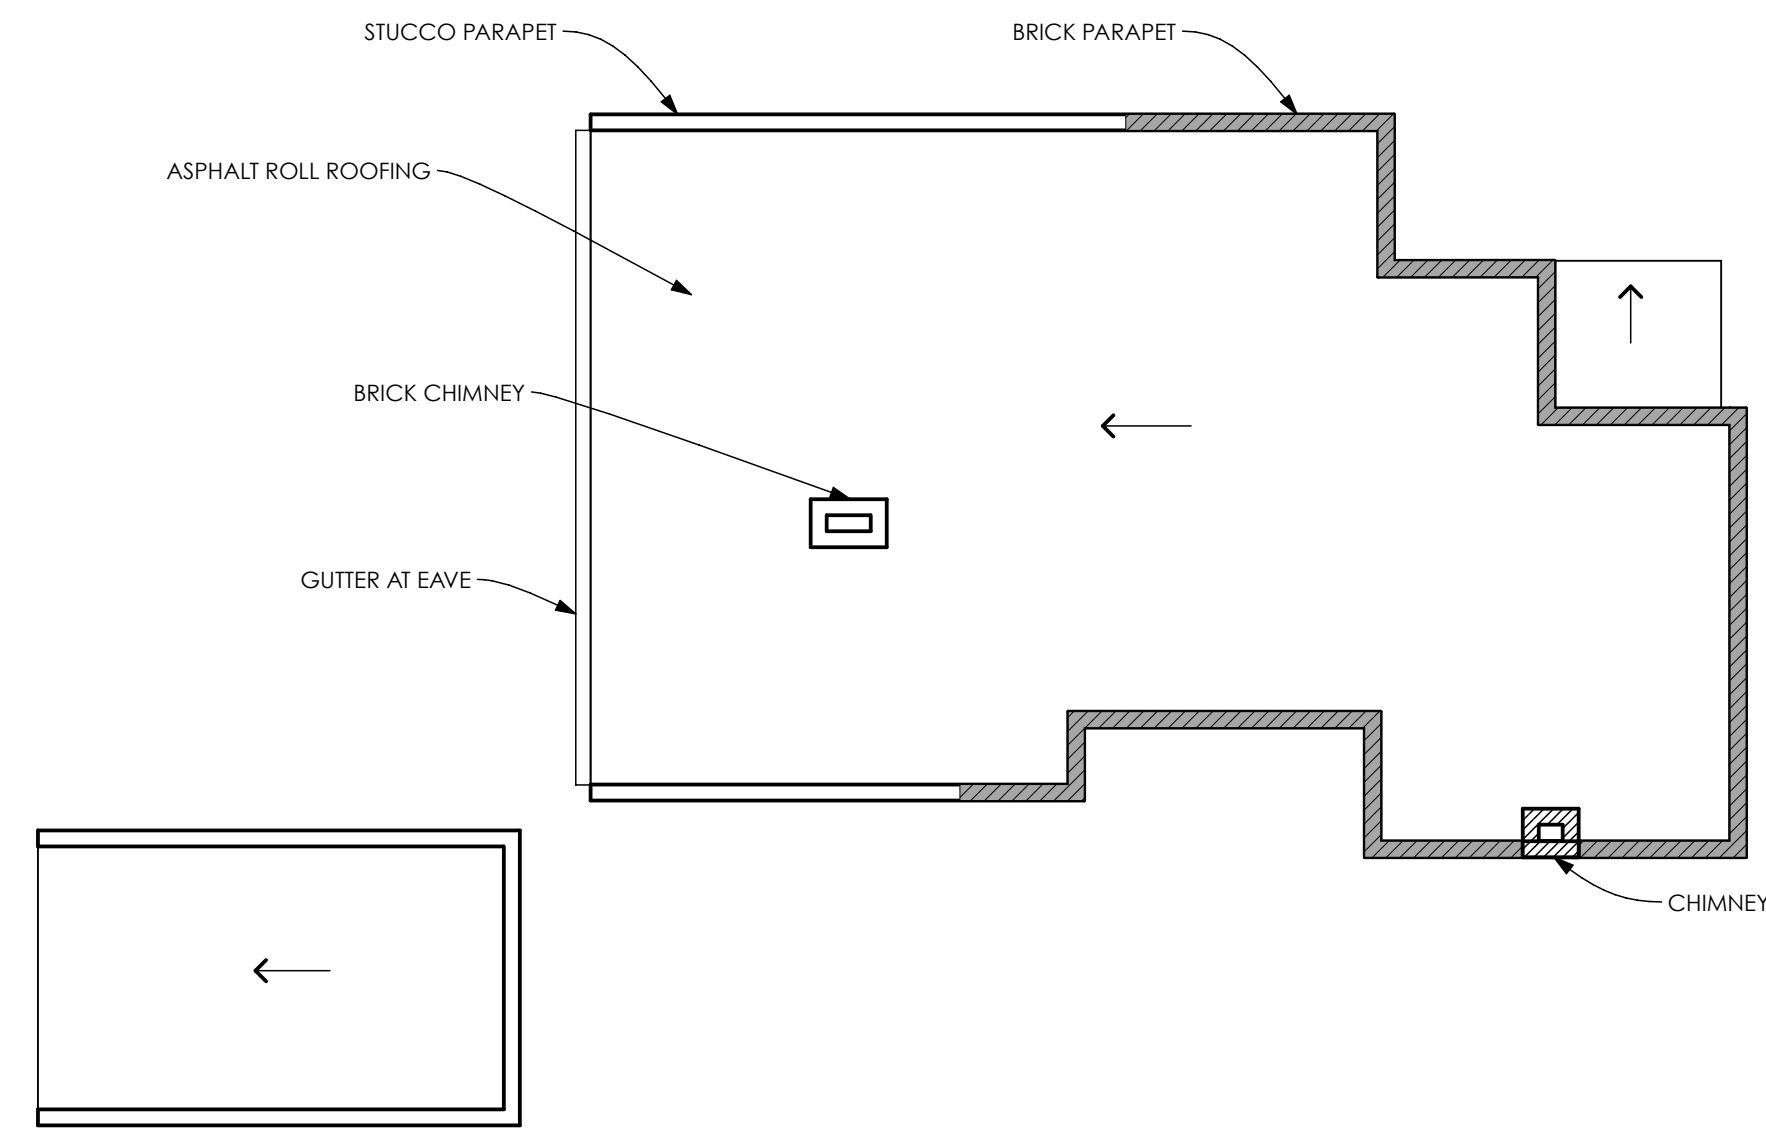 STUCCO PARAPET
BRICK PARAPET
ASPHALT ROLL ROOFING
BRICK CHIMNEY
GUTTER AT EAVE
CHIMNEY